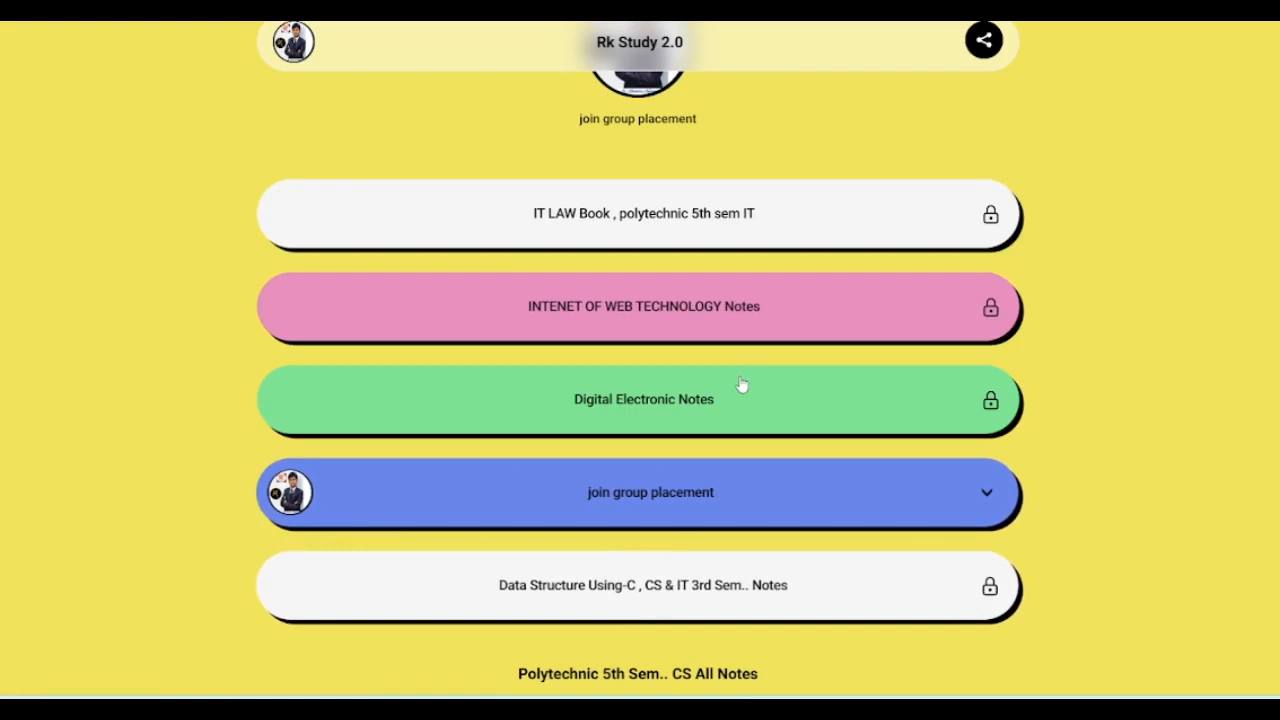 Rk Study 2.0
join group placement
IT LAW Book , polytechnic 5th sem IT
INTENET OF WEB TECHNOLOGY Notes
Digital Electronic Notes
join group placement
Data Structure Using-C , CS & IT 3rd Sem.. Notes
Polytechnic 5th Sem.. CS All Notes